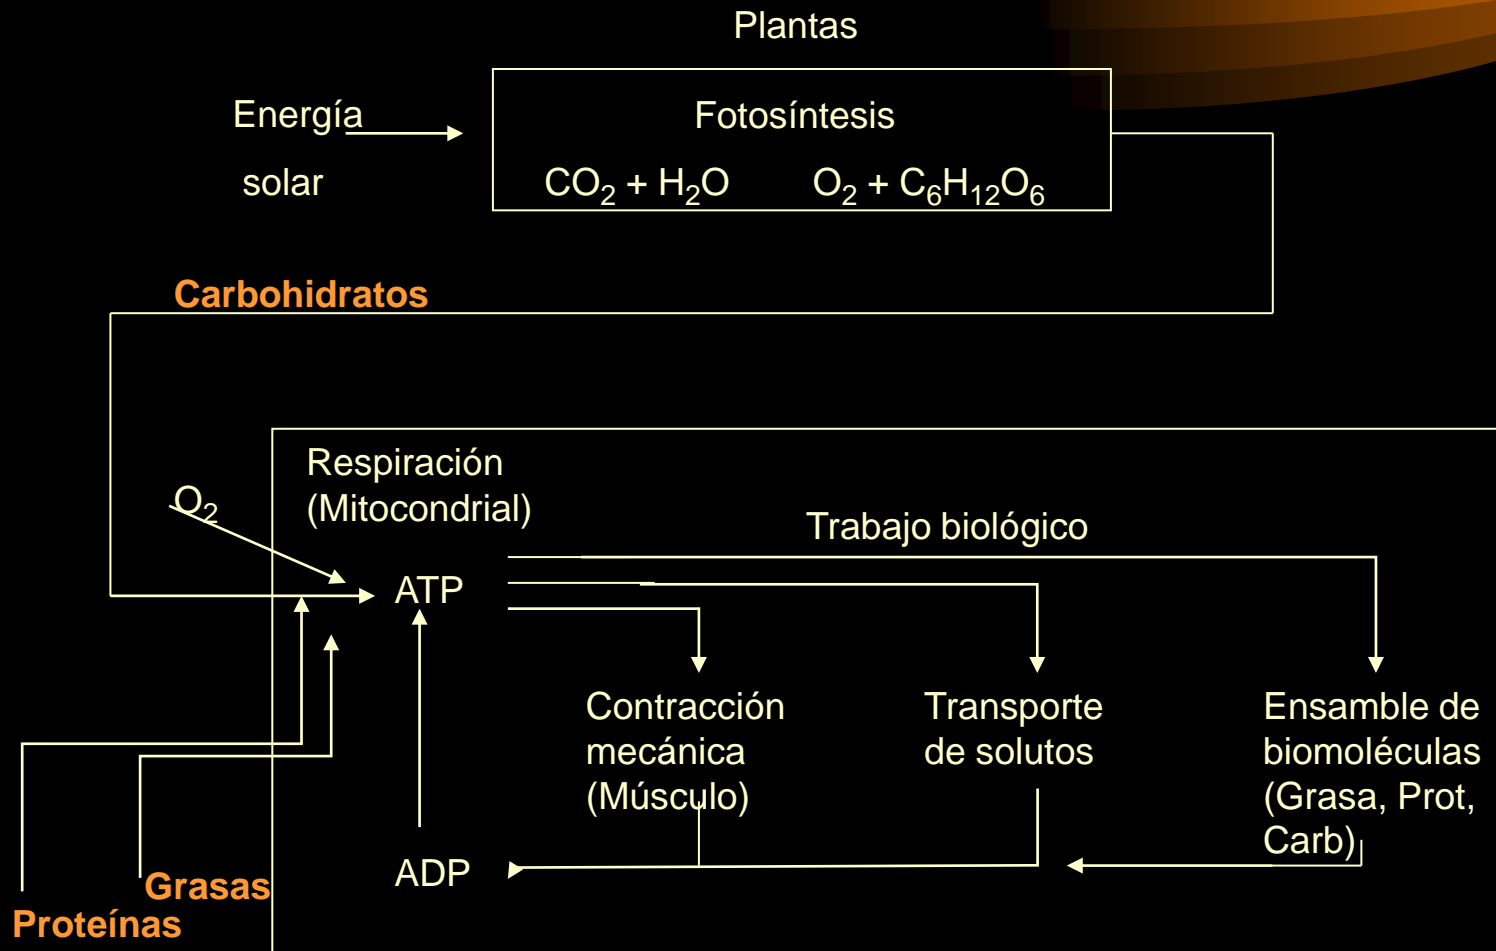 Plantas
Energía
solar
Fotosíntesis
CO₂ + H₂O O₂ + C₆H₁₂O₆
Carbohidratos
Respiración
(Mitocondrial)
O₂
Trabajo biológico
ATP
Contracción
mecánica
(Músculo)
Transporte
de solutos
Ensamble de
biomoléculas
(Grasa, Prot,
Carb)
ADP
Grasas
Proteínas